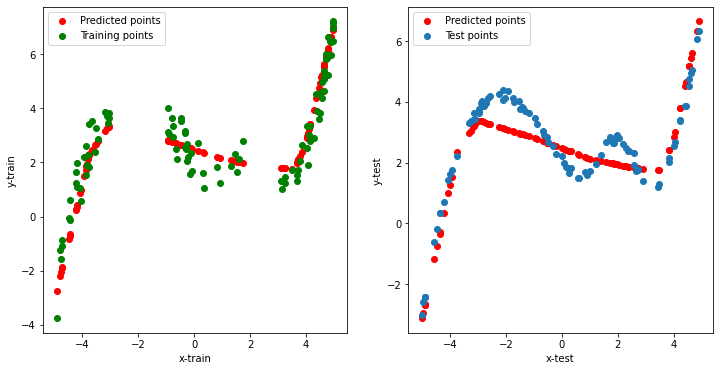 Predicted points
Training points
6
4
2
0
−2
−4
−4
−2
0
2
4
x-train
y-train
Predicted points
Test points
6
4
2
0
−2
−4
−2
0
2
4
x-test
y-test